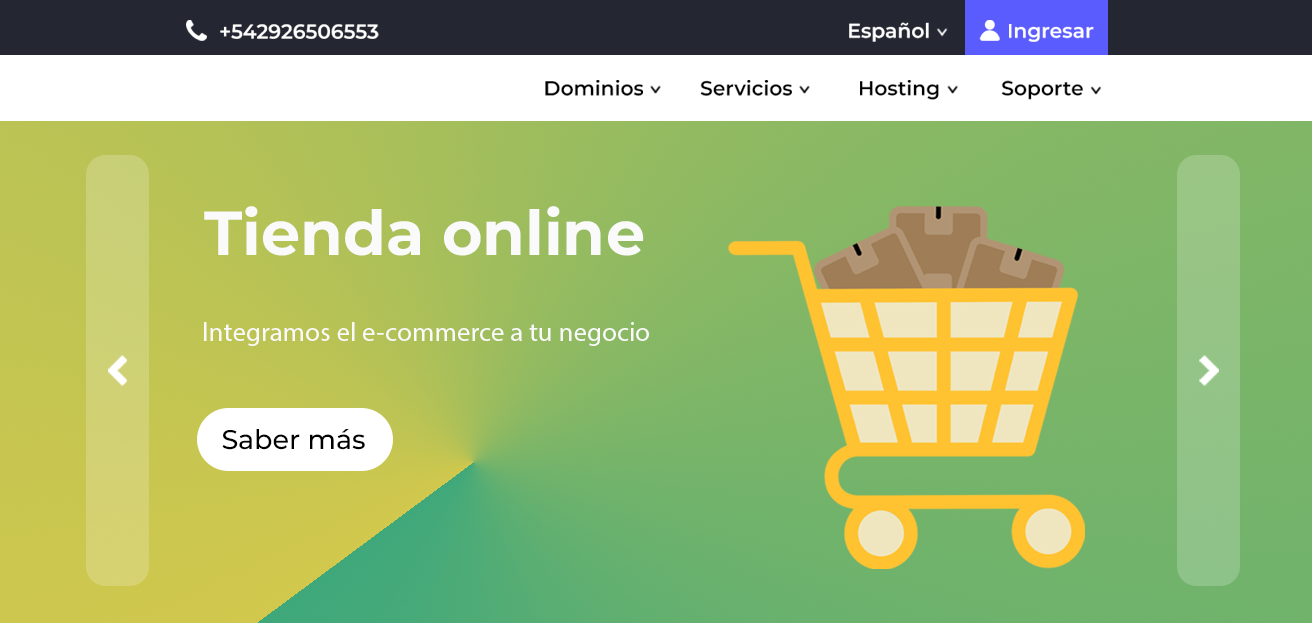 +542926506553
Español
Ingresar
Dominios
Servicios
Hosting
Soporte
Tienda online
Integramos el e-commerce a tu negocio
Saber más